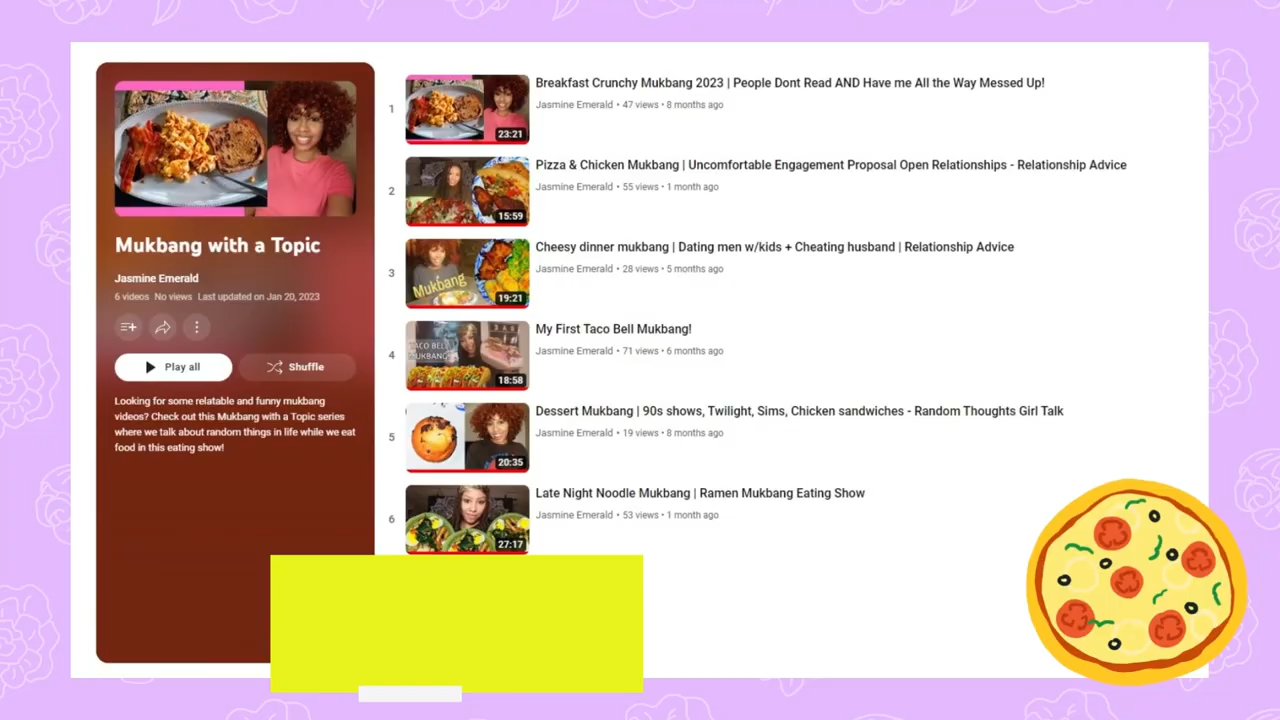 Mukbang with a Topic
Jasmine Emerald
6 videos No views Last updated on Jan 20, 2023
Play all
Shuffle
Looking for some relatable and funny mukbang
videos? Check out this Mukbang with a Topic series
where we talk about random things in life while we eat
food in this eating show!
1
23:21
Breakfast Crunchy Mukbang 2023 | People Dont Read AND Have me All the Way Messed Up!
Jasmine Emerald • 47 views • 8 months ago
2
15:59
Pizza & Chicken Mukbang | Uncomfortable Engagement Proposal Open Relationships - Relationship Advice
Jasmine Emerald • 55 views • 1 month ago
3
Mukbang
19:21
Cheesy dinner mukbang | Dating men w/kids + Cheating husband | Relationship Advice
Jasmine Emerald • 28 views • 5 months ago
4
TACO BELL
MUKBANG
18:58
My First Taco Bell Mukbang!
Jasmine Emerald • 71 views • 6 months ago
5
20:35
Dessert Mukbang | 90s shows, Twilight, Sims, Chicken sandwiches - Random Thoughts Girl Talk
Jasmine Emerald • 19 views • 8 months ago
6
27:17
Late Night Noodle Mukbang | Ramen Mukbang Eating Show
Jasmine Emerald • 53 views • 1 month ago